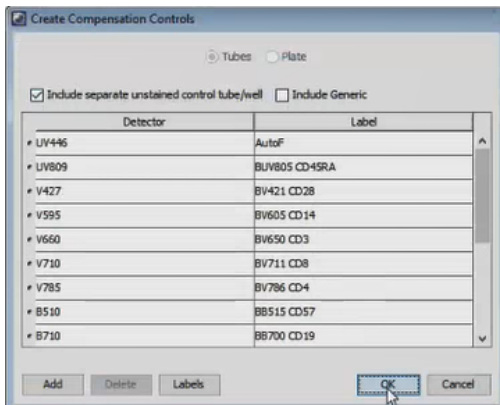 Create Compensation Controls
Tubes Plate
Include separate unstained control tube/well Include Generic
Detector Label
UV446 AutoF
UV809 BUV805 CD45RA
V427 BV421 CD28
V595 BV605 CD14
V660 BV650 CD3
V710 BV711 CD8
V785 BV786 CD4
B510 BB515 CD57
B710 BB700 CD19
Add Delete Labels OK Cancel